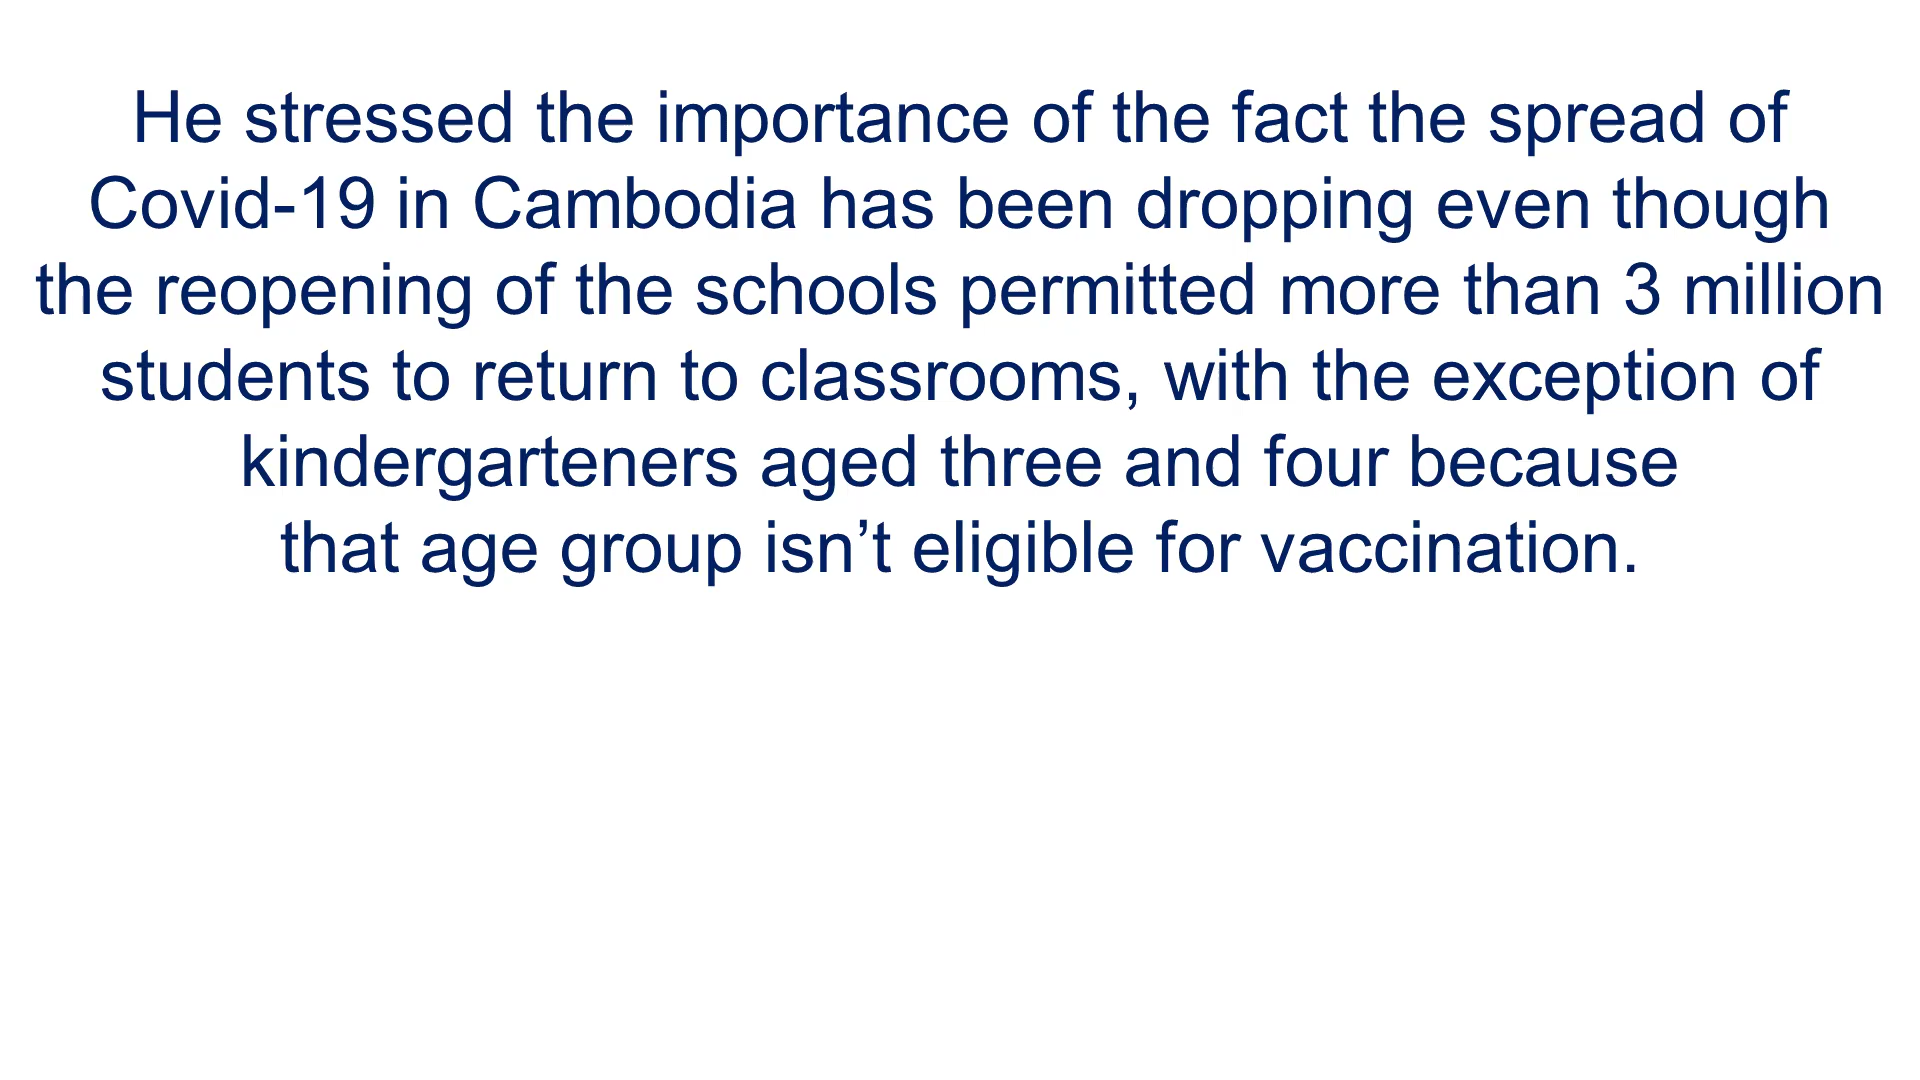 He stressed the importance of the fact the spread of
Covid-19 in Cambodia has been dropping even though
the reopening of the schools permitted more than 3 million
students to return to classrooms, with the exception of
kindergarteners aged three and four because
that age group isn’t eligible for vaccination.